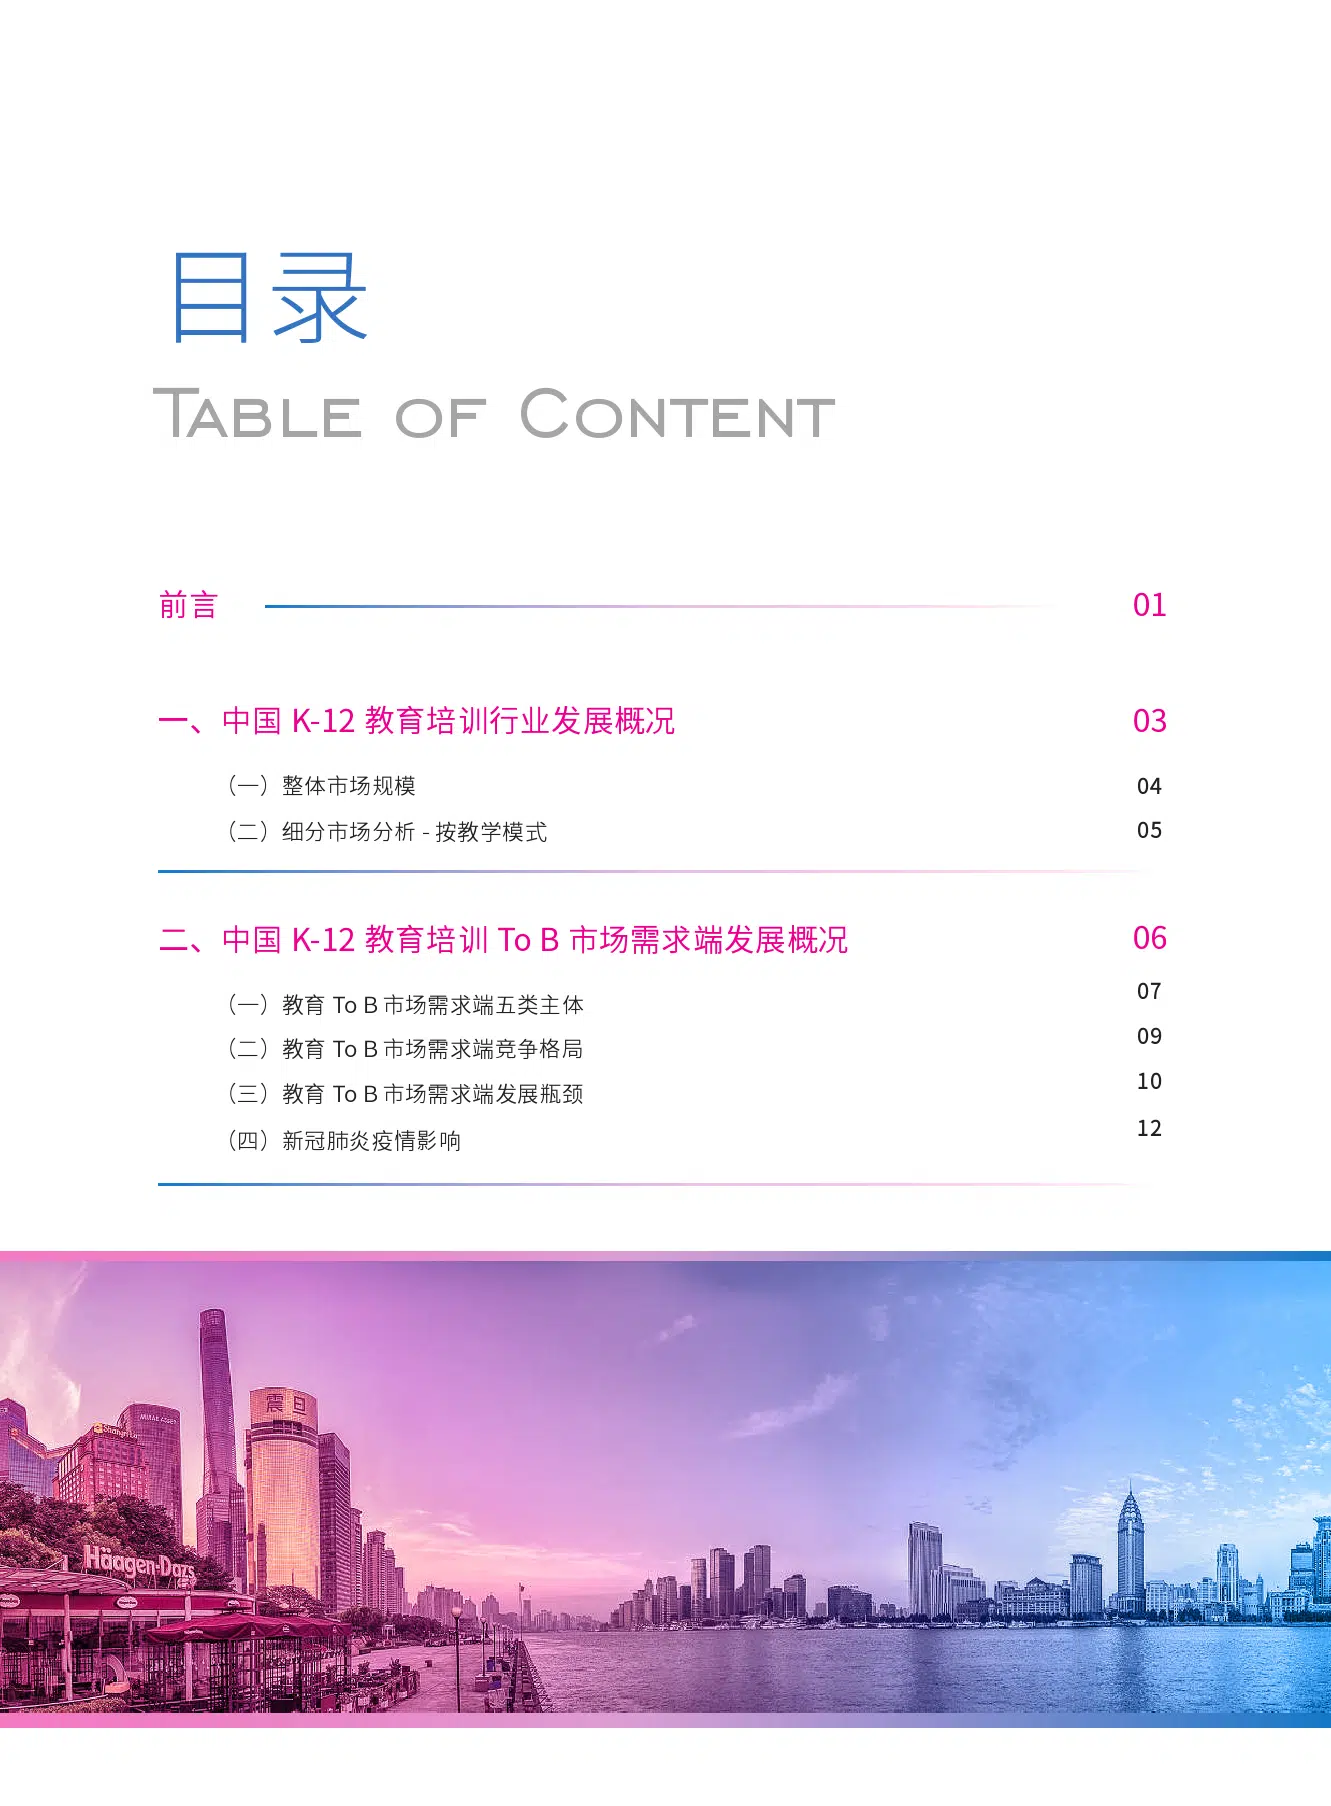 目录
Table of Content
前言 01
一、中国 K-12 教育培训行业发展概况 03
（一）整体市场规模 04
（二）细分市场分析 - 按教学模式 05
二、中国 K-12 教育培训 To B 市场需求端发展概况 06
（一）教育 To B 市场需求端五类主体 07
（二）教育 To B 市场需求端竞争格局 09
（三）教育 To B 市场需求端发展瓶颈 10
（四）新冠肺炎疫情影响 12
震旦
MIRAE ASSET
Häagen-Dazs